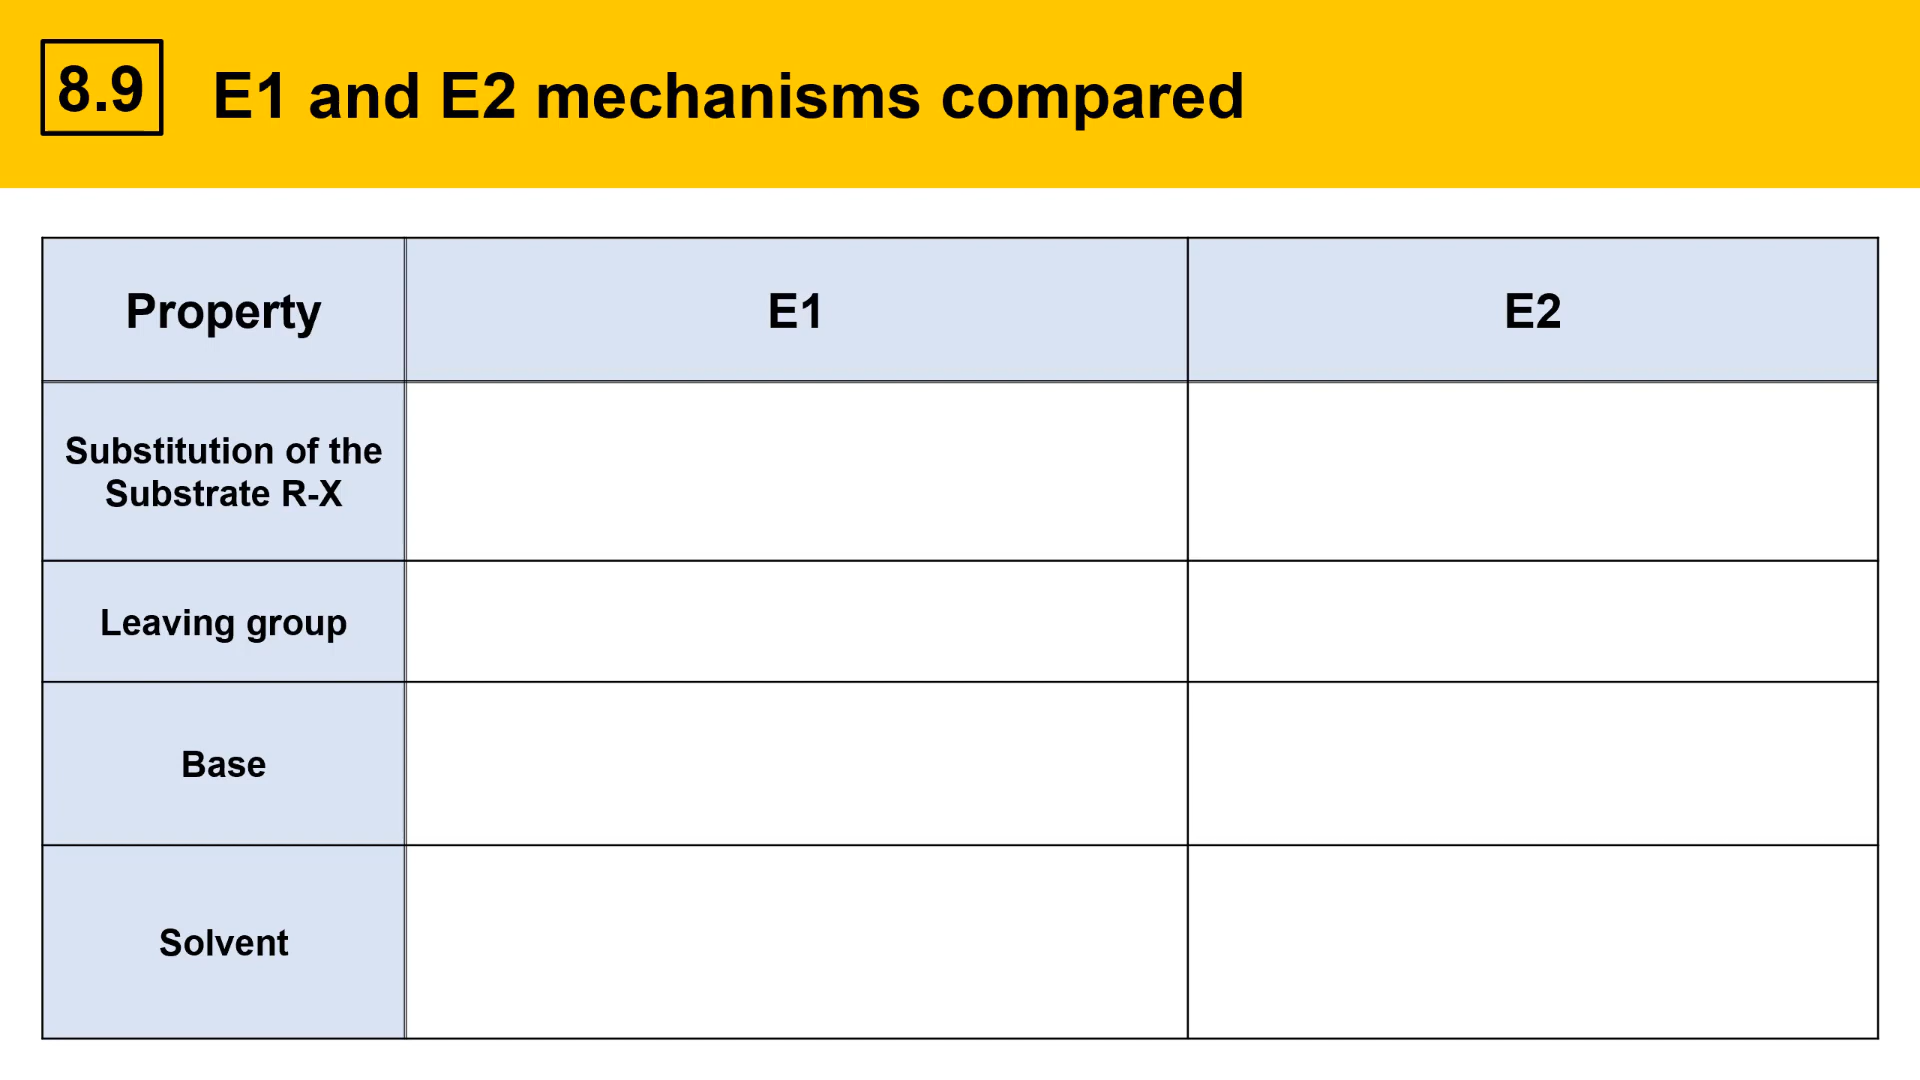 8.9
E1 and E2 mechanisms compared
Property
E1
E2
Substitution of the
Substrate R-X
Leaving group
Base
Solvent